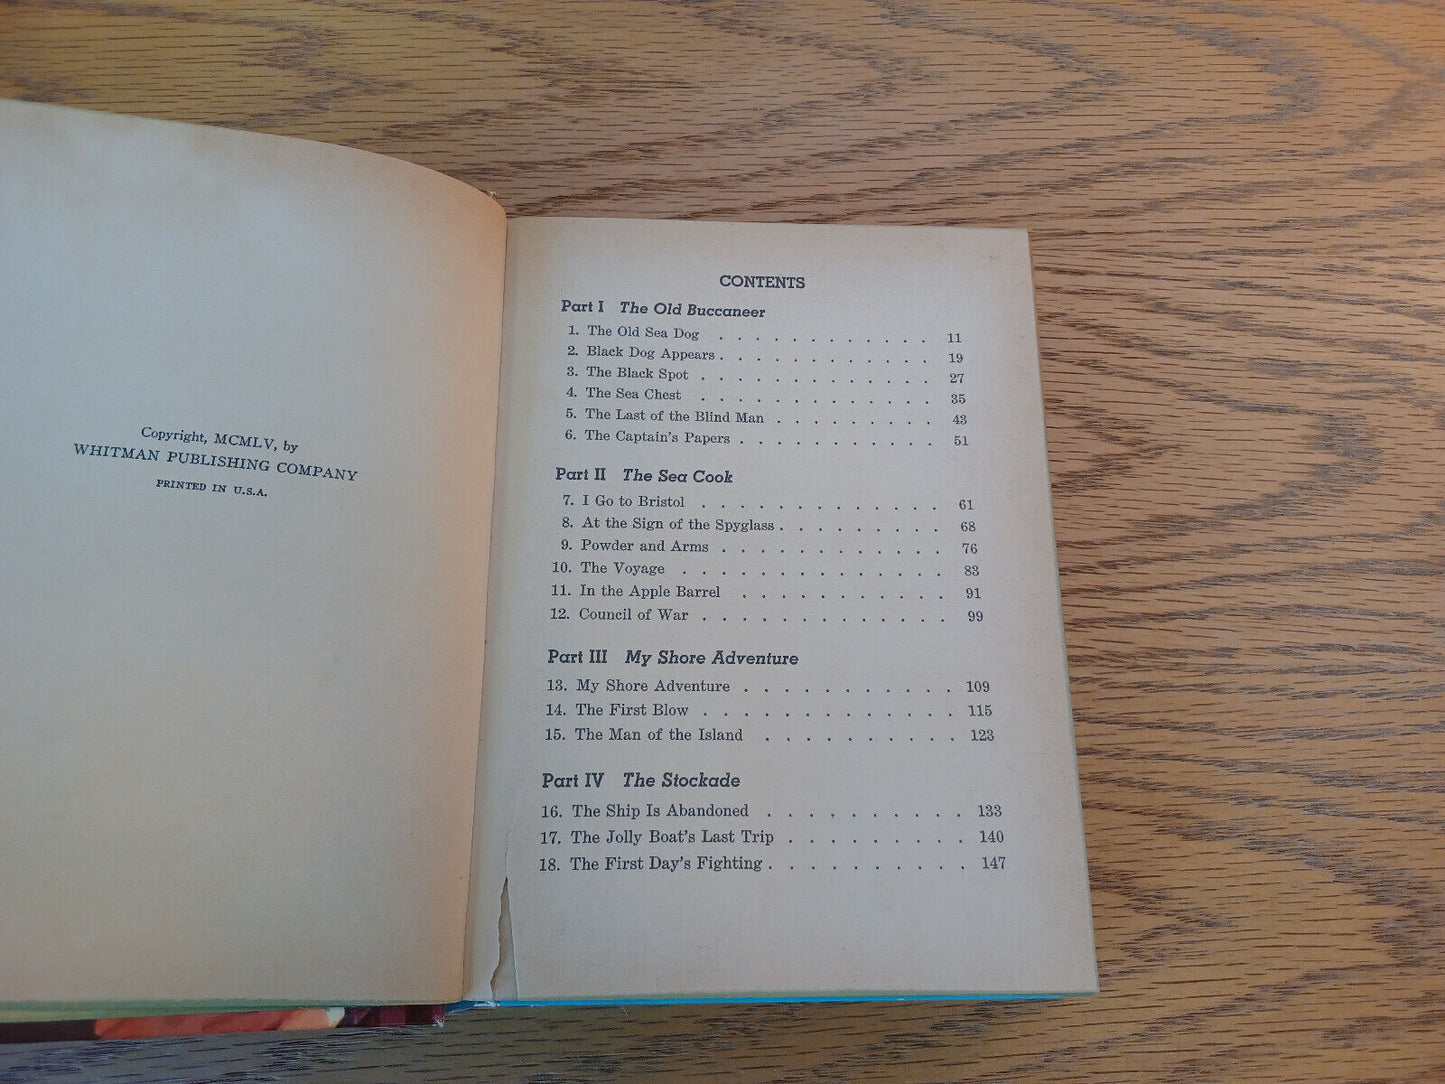 Copyright, MCMLV, by
WHITMAN PUBLISHING COMPANY
PRINTED IN U.S.A.
CONTENTS
Part I The Old Buccaneer
1. The Old Sea Dog . . . . . . . . . . . . 11
2. Black Dog Appears . . . . . . . . . . . . 19
3. The Black Spot . . . . . . . . . . . . . 27
4. The Sea Chest . . . . . . . . . . . . . 35
5. The Last of the Blind Man . . . . . . . . . 43
6. The Captain's Papers . . . . . . . . . . . 51
Part II The Sea Cook
7. I Go to Bristol . . . . . . . . . . . . . 61
8. At the Sign of the Spyglass . . . . . . . . . 68
9. Powder and Arms . . . . . . . . . . . . 76
10. The Voyage . . . . . . . . . . . . . . 83
11. In the Apple Barrel . . . . . . . . . . . 91
12. Council of War . . . . . . . . . . . . . 99
Part III My Shore Adventure
13. My Shore Adventure . . . . . . . . . . . 109
14. The First Blow . . . . . . . . . . . . . 115
15. The Man of the Island . . . . . . . . . . 123
Part IV The Stockade
16. The Ship Is Abandoned . . . . . . . . . . 133
17. The Jolly Boat's Last Trip . . . . . . . . . 140
18. The First Day's Fighting . . . . . . . . . . 147